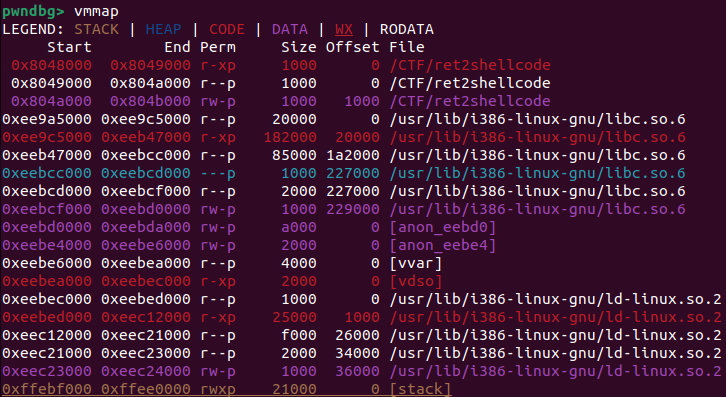 pwndbg> vmmap
LEGEND: STACK | HEAP | CODE | DATA | WX | RODATA
Start End Perm Size Offset File
0x8048000 0x8049000 r-xp 1000 0 /CTF/ret2shellcode
0x8049000 0x804a000 r--p 1000 0 /CTF/ret2shellcode
0x804a000 0x804b000 rw-p 1000 1000 /CTF/ret2shellcode
0xee9a5000 0xee9c5000 r--p 20000 0 /usr/lib/i386-linux-gnu/libc.so.6
0xee9c5000 0xeeb47000 r-xp 182000 20000 /usr/lib/i386-linux-gnu/libc.so.6
0xeeb47000 0xeebcc000 r--p 85000 1a2000 /usr/lib/i386-linux-gnu/libc.so.6
0xeebcc000 0xeebcd000 ---p 1000 227000 /usr/lib/i386-linux-gnu/libc.so.6
0xeebcd000 0xeebcf000 r--p 2000 227000 /usr/lib/i386-linux-gnu/libc.so.6
0xeebcf000 0xeebd0000 rw-p 1000 229000 /usr/lib/i386-linux-gnu/libc.so.6
0xeebd0000 0xeebda000 rw-p a000 0 [anon_eebd0]
0xeebe4000 0xeebe6000 rw-p 2000 0 [anon_eebe4]
0xeebe6000 0xeebea000 r--p 4000 0 [vvar]
0xeebea000 0xeebec000 r-xp 2000 0 [vdso]
0xeebec000 0xeebed000 r--p 1000 0 /usr/lib/i386-linux-gnu/ld-linux.so.2
0xeebed000 0xeec12000 r-xp 25000 1000 /usr/lib/i386-linux-gnu/ld-linux.so.2
0xeec12000 0xeec21000 r--p f000 26000 /usr/lib/i386-linux-gnu/ld-linux.so.2
0xeec21000 0xeec23000 r--p 2000 34000 /usr/lib/i386-linux-gnu/ld-linux.so.2
0xeec23000 0xeec24000 rw-p 1000 36000 /usr/lib/i386-linux-gnu/ld-linux.so.2
0xffebf000 0xffee0000 rwxp 21000 0 [stack]